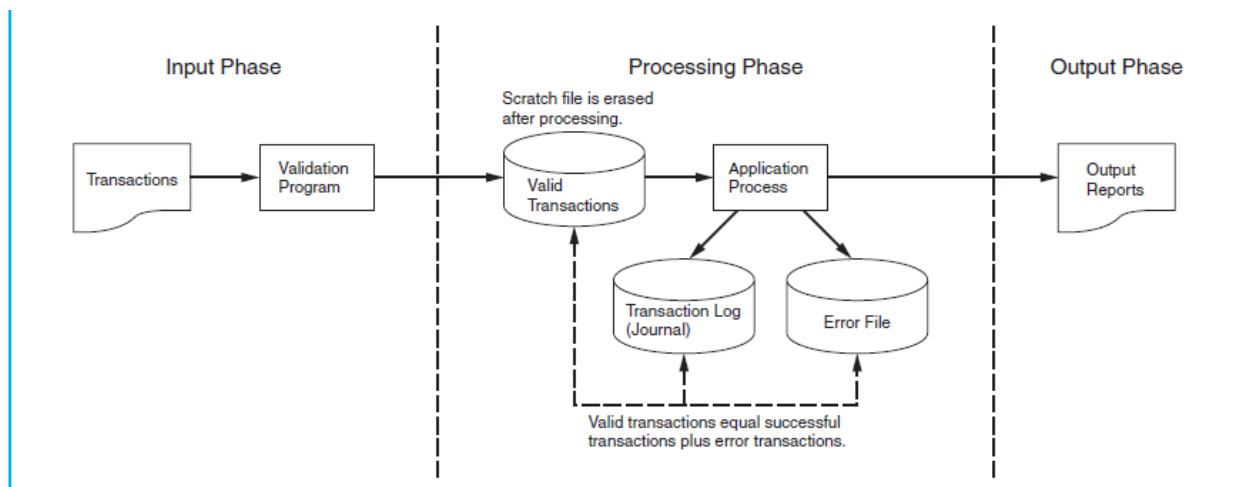 Input Phase
Processing Phase
Output Phase
Scratch file is erased
after processing.
Transactions
Validation
Program
Valid
Transactions
Application
Process
Output
Reports
Transaction Log
(Journal)
Error File
Valid transactions equal successful
transactions plus error transactions.